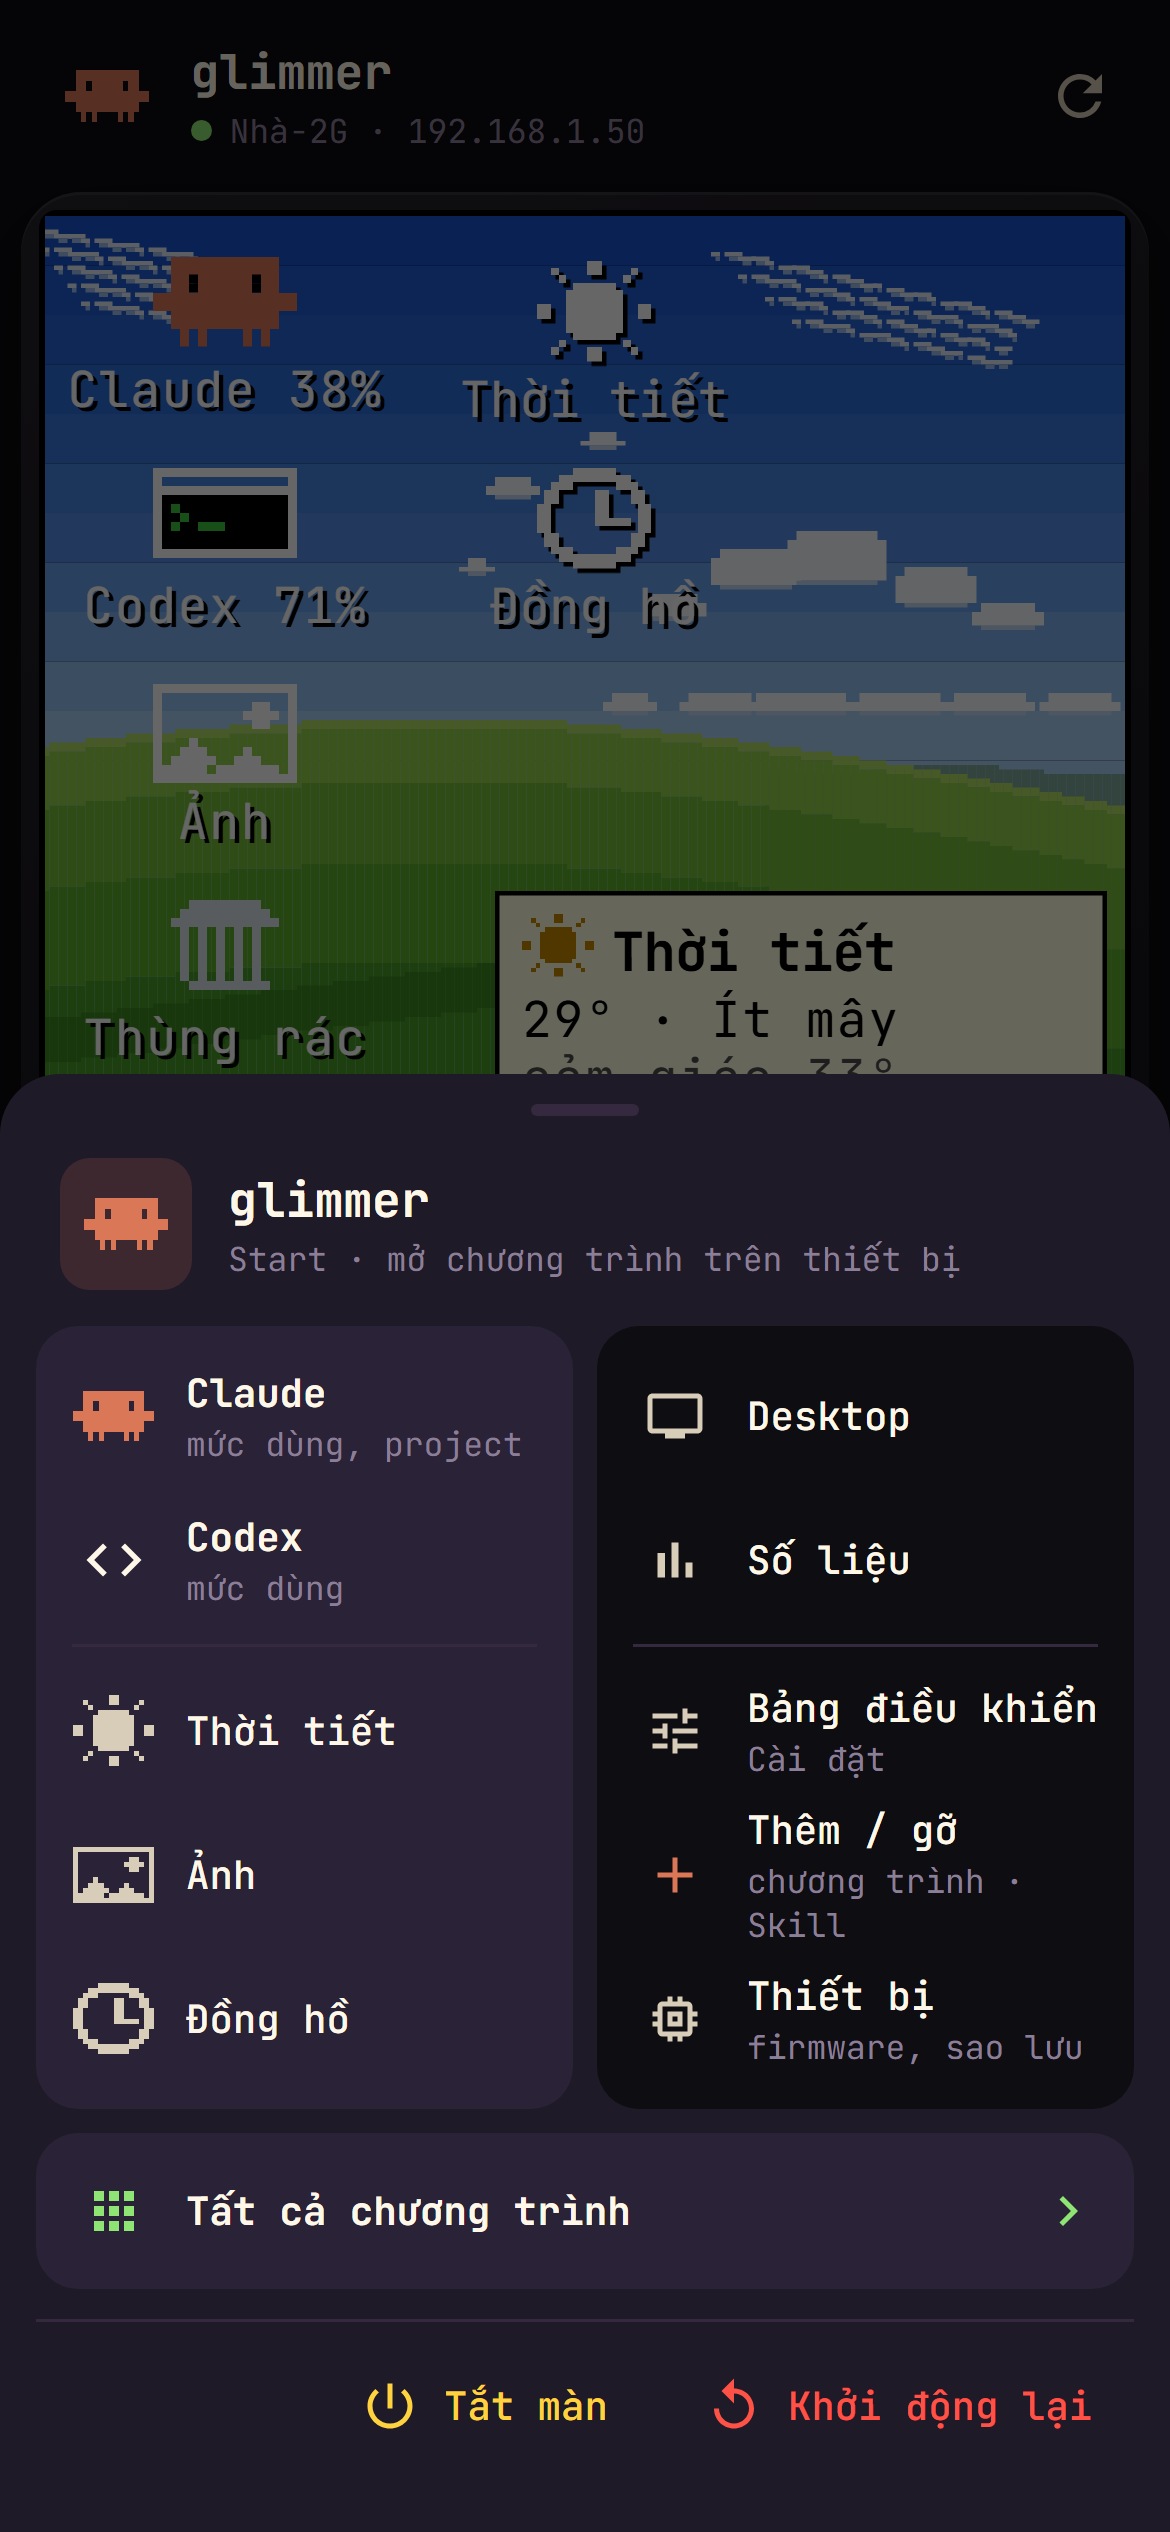 glimmer
Nhà-2G · 192.168.1.50
Claude 38%
Thời tiết
Codex 71%
Đồng hồ
Ảnh
Thùng rác
Thời tiết
29° · Ít mây
cảm giác 33°
glimmer
Start · mở chương trình trên thiết bị
Claude
mức dùng, project
Codex
mức dùng
Thời tiết
Ảnh
Đồng hồ
Desktop
Số liệu
Bảng điều khiển
Cài đặt
Thêm / gỡ
chương trình ·
Skill
Thiết bị
firmware, sao lưu
Tất cả chương trình
Tắt màn
Khởi động lại